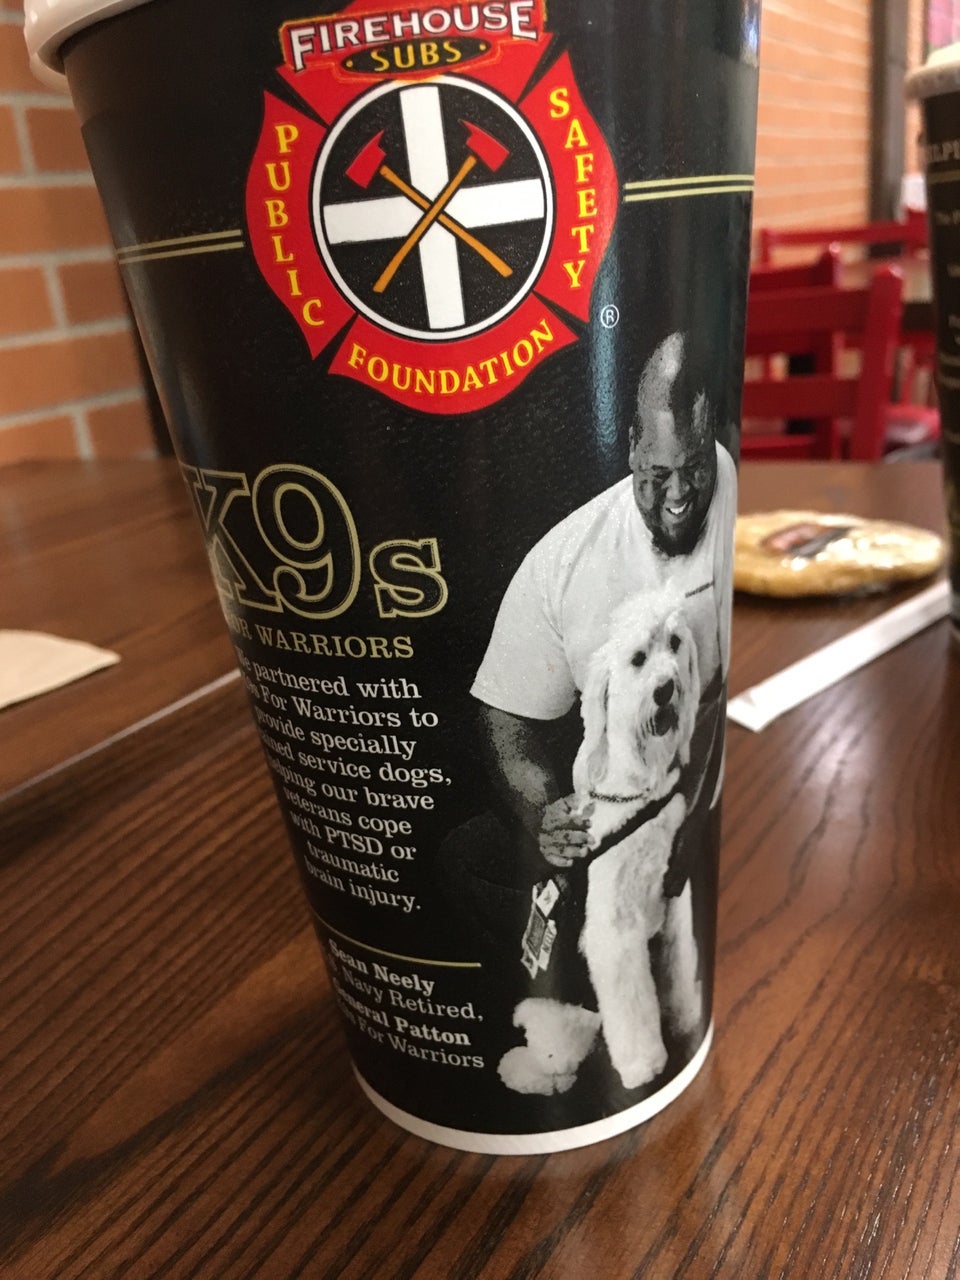 FIREHOUSE
SUBS
PUBLIC
SAFETY
FOUNDATION
®
K9s
WARRIORS
partnered with
For Warriors to
provide specially
service dogs,
our brave
veterans cope
with PTSD or
traumatic
brain injury.
Sean Neely
Navy Retired,
General Patton
For Warriors